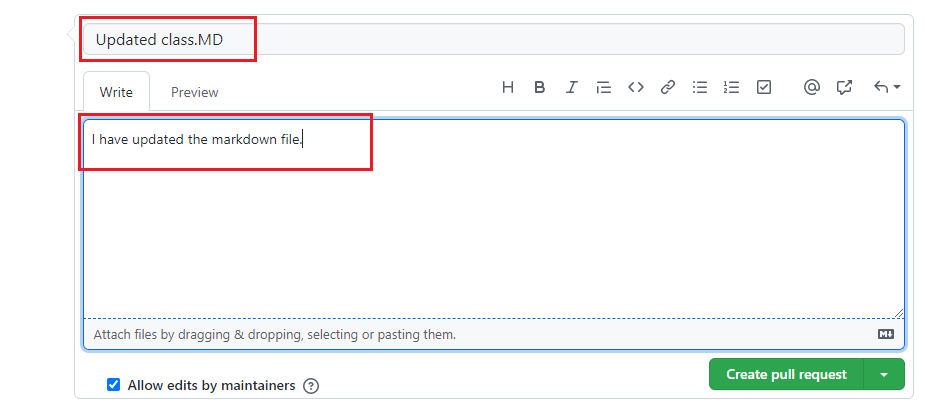 Updated class.MD
Write Preview H B I @
I have updated the markdown file.
Attach files by dragging & dropping, selecting or pasting them. M↓
Allow edits by maintainers ?
Create pull request